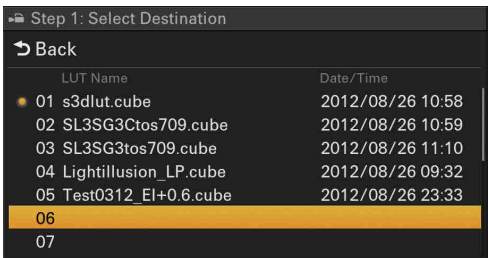 Step 1: Select Destination
Back
LUT Name Date/Time
01 s3dlut.cube 2012/08/26 10:58
02 SL3SG3Ctos709.cube 2012/08/26 10:59
03 SL3SG3tos709.cube 2012/08/26 11:10
04 Lightillusion_LP.cube 2012/08/26 09:32
05 Test0312_EI+0.6.cube 2012/08/26 23:33
06
07